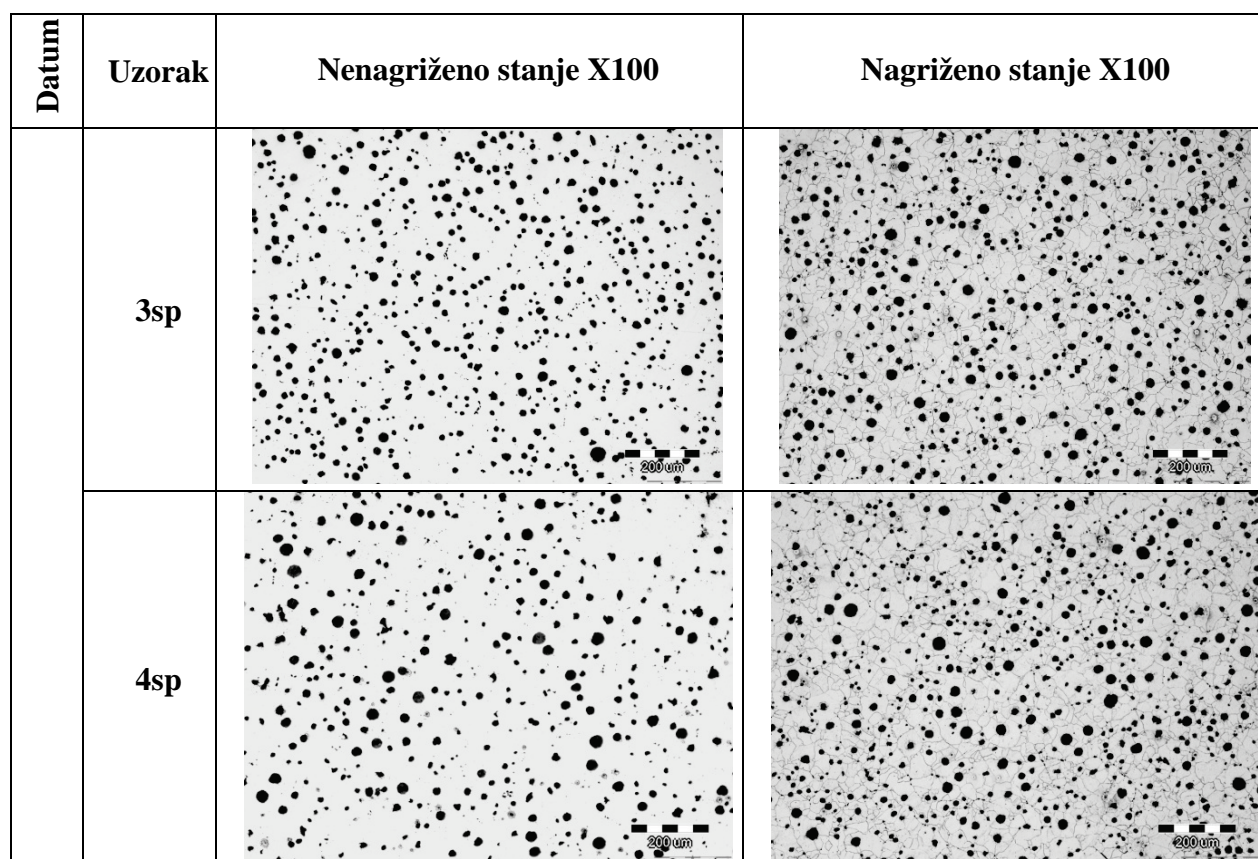 Datum
Uzorak
Nenagriženo stanje X100
Nagriženo stanje X100
3sp
200 um
200 um
4sp
200 um
200 um